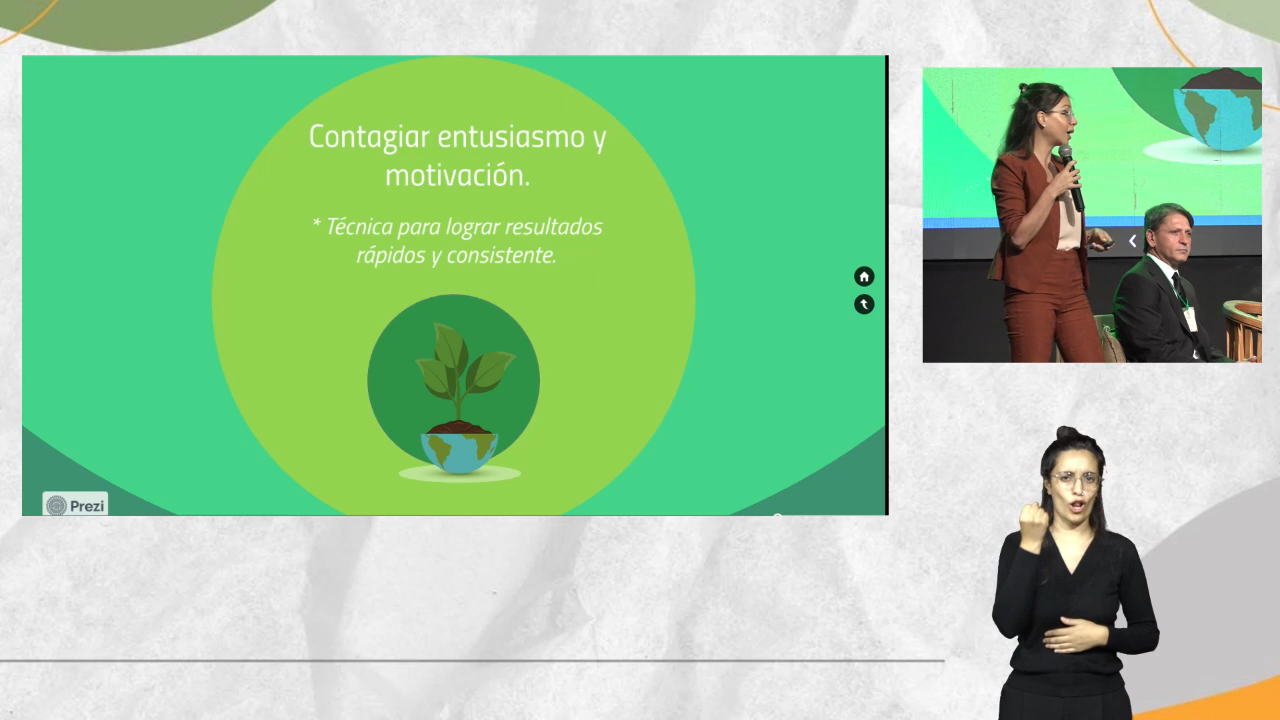 Contagiar entusiasmo y
motivación.
* Técnica para lograr resultados
rápidos y consistente.
Prezi